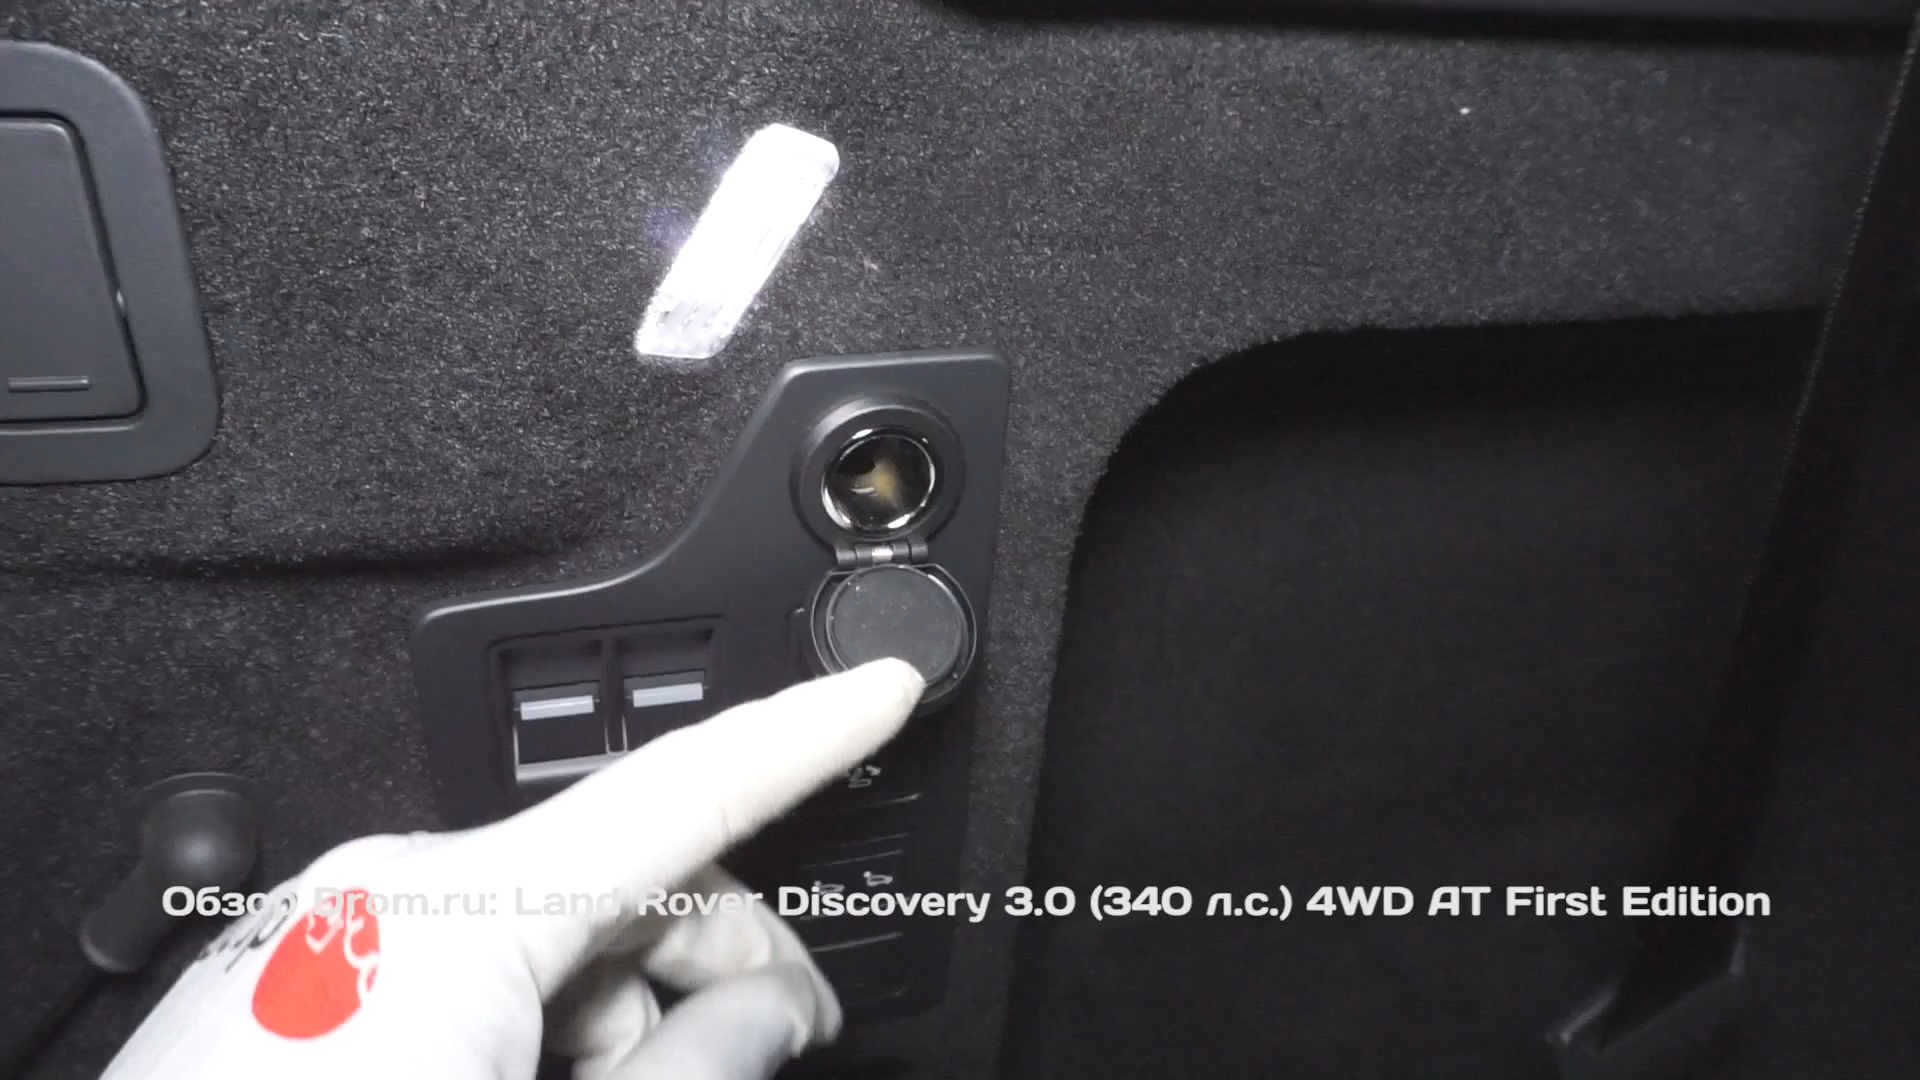 Обзор Drom.ru: Land Rover Discovery 3.0 (340 л.с.) 4WD AT First Edition